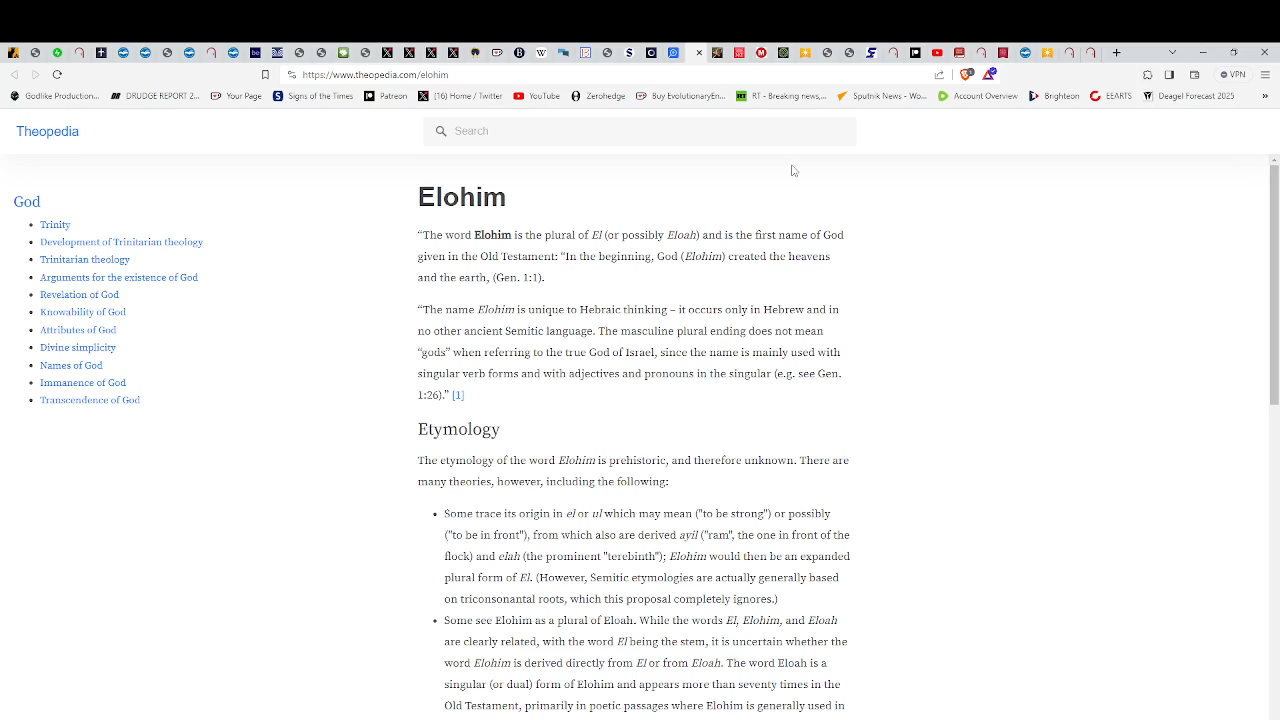 https://www.theopedia.com/elohim
VPN
Godlike Production...
DRUDGE REPORT 2...
Your Page
Signs of the Times
Patreon
(16) Home / Twitter
YouTube
Zerohedge
Buy EvolutionaryEn...
RT - Breaking news,...
Sputnik News - Wo...
Account Overview
Brighteon
EEARTS
Deagel Forecast 2025
»
Theopedia
Search
God
Trinity
Development of Trinitarian theology
Trinitarian theology
Arguments for the existence of God
Revelation of God
Knowability of God
Attributes of God
Divine simplicity
Names of God
Immanence of God
Transcendence of God
Elohim
“The word Elohim is the plural of El (or possibly Eloah) and is the first name of God
given in the Old Testament: “In the beginning, God (Elohim) created the heavens
and the earth, (Gen. 1:1).
“The name Elohim is unique to Hebraic thinking – it occurs only in Hebrew and in
no other ancient Semitic language. The masculine plural ending does not mean
“gods” when referring to the true God of Israel, since the name is mainly used with
singular verb forms and with adjectives and pronouns in the singular (e.g. see Gen.
1:26).” [1]
Etymology
The etymology of the word Elohim is prehistoric, and therefore unknown. There are
many theories, however, including the following:
Some trace its origin in el or ul which may mean ("to be strong") or possibly
("to be in front"), from which also are derived ayil ("ram", the one in front of the
flock) and elah (the prominent "terebinth"); Elohim would then be an expanded
plural form of El. (However, Semitic etymologies are actually generally based
on triconsonantal roots, which this proposal completely ignores.)
Some see Elohim as a plural of Eloah. While the words El, Elohim, and Eloah
are clearly related, with the word El being the stem, it is uncertain whether the
word Elohim is derived directly from El or from Eloah. The word Eloah is a
singular (or dual) form of Elohim and appears more than seventy times in the
Old Testament, primarily in poetic passages where Elohim is generally used in